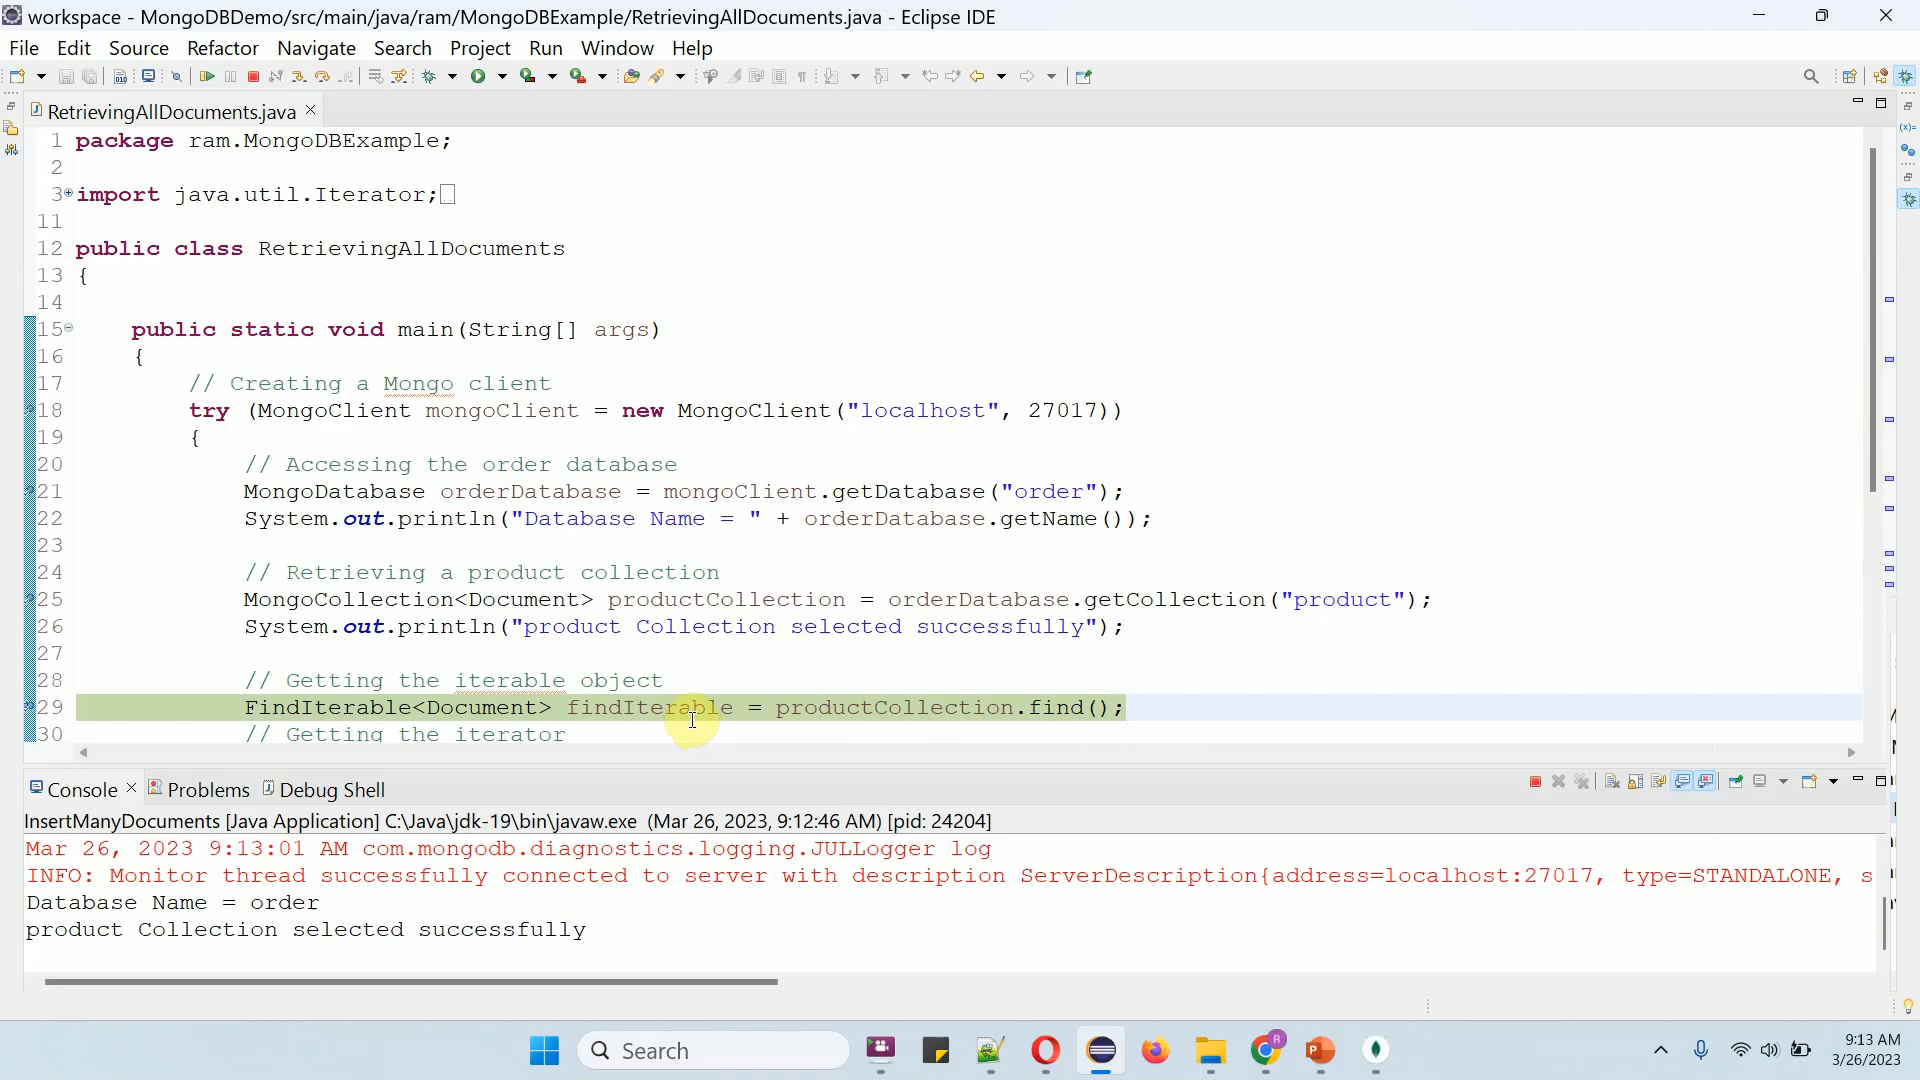 workspace - MongoDBDemo/src/main/java/ram/MongoDBExample/RetrievingAllDocuments.java - Eclipse IDE
File Edit Source Refactor Navigate Search Project Run Window Help
RetrievingAllDocuments.java
1 package ram.MongoDBExample;
2
3 import java.util.Iterator;
11
12 public class RetrievingAllDocuments
13 {
14
15 public static void main(String[] args)
16 {
17 // Creating a Mongo client
18 try (MongoClient mongoClient = new MongoClient("localhost", 27017))
19 {
20 // Accessing the order database
21 MongoDatabase orderDatabase = mongoClient.getDatabase("order");
22 System.out.println("Database Name = " + orderDatabase.getName());
23
24 // Retrieving a product collection
25 MongoCollection<Document> productCollection = orderDatabase.getCollection("product");
26 System.out.println("product Collection selected successfully");
27
28 // Getting the iterable object
29 FindIterable<Document> findIterable = productCollection.find();
30 // Getting the iterator
Console Problems Debug Shell
InsertManyDocuments [Java Application] C:\Java\jdk-19\bin\javaw.exe (Mar 26, 2023, 9:12:46 AM) [pid: 24204]
Mar 26, 2023 9:13:01 AM com.mongodb.diagnostics.logging.JULLogger log
INFO: Monitor thread successfully connected to server with description ServerDescription{address=localhost:27017, type=STANDALONE, s
Database Name = order
product Collection selected successfully
Search
9:13 AM
3/26/2023